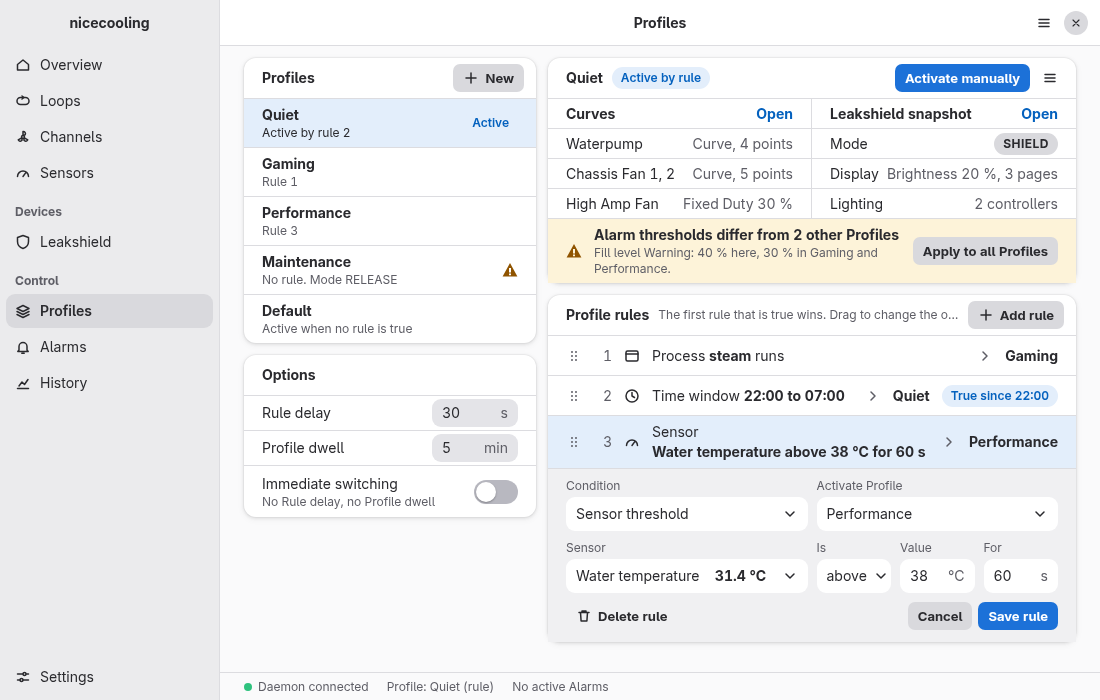 nicecooling
Profiles
Overview
Loops
Channels
Sensors
Devices
Leakshield
Control
Profiles
Alarms
History
Settings
Profiles
New
Quiet
Active by rule 2
Active
Gaming
Rule 1
Performance
Rule 3
Maintenance
No rule. Mode RELEASE
Default
Active when no rule is true
Options
Rule delay 30 s
Profile dwell 5 min
Immediate switching
No Rule delay, no Profile dwell
Quiet Active by rule Activate manually
Curves Open
Waterpump Curve, 4 points
Chassis Fan 1, 2 Curve, 5 points
High Amp Fan Fixed Duty 30 %
Leakshield snapshot Open
Mode SHIELD
Display Brightness 20 %, 3 pages
Lighting 2 controllers
Alarm thresholds differ from 2 other Profiles
Fill level Warning: 40 % here, 30 % in Gaming and
Performance.
Apply to all Profiles
Profile rules The first rule that is true wins. Drag to change the o... Add rule
1 Process steam runs Gaming
2 Time window 22:00 to 07:00 Quiet True since 22:00
3 Sensor
Water temperature above 38 °C for 60 s Performance
Condition Activate Profile
Sensor threshold Performance
Sensor Is Value For
Water temperature 31.4 °C above 38 °C 60 s
Delete rule Cancel Save rule
Daemon connected Profile: Quiet (rule) No active Alarms